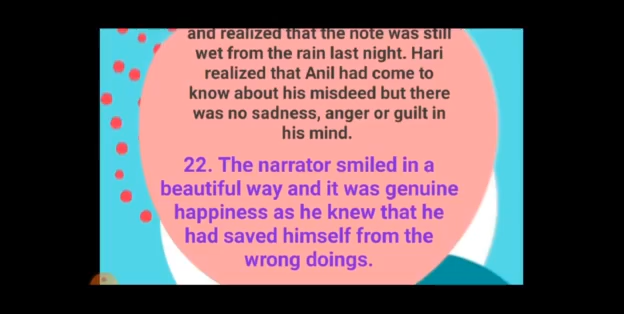 and realized that the note was still
wet from the rain last night. Hari
realized that Anil had come to
know about his misdeed but there
was no sadness, anger or guilt in
his mind.
22. The narrator smiled in a
beautiful way and it was genuine
happiness as he knew that he
had saved himself from the
wrong doings.